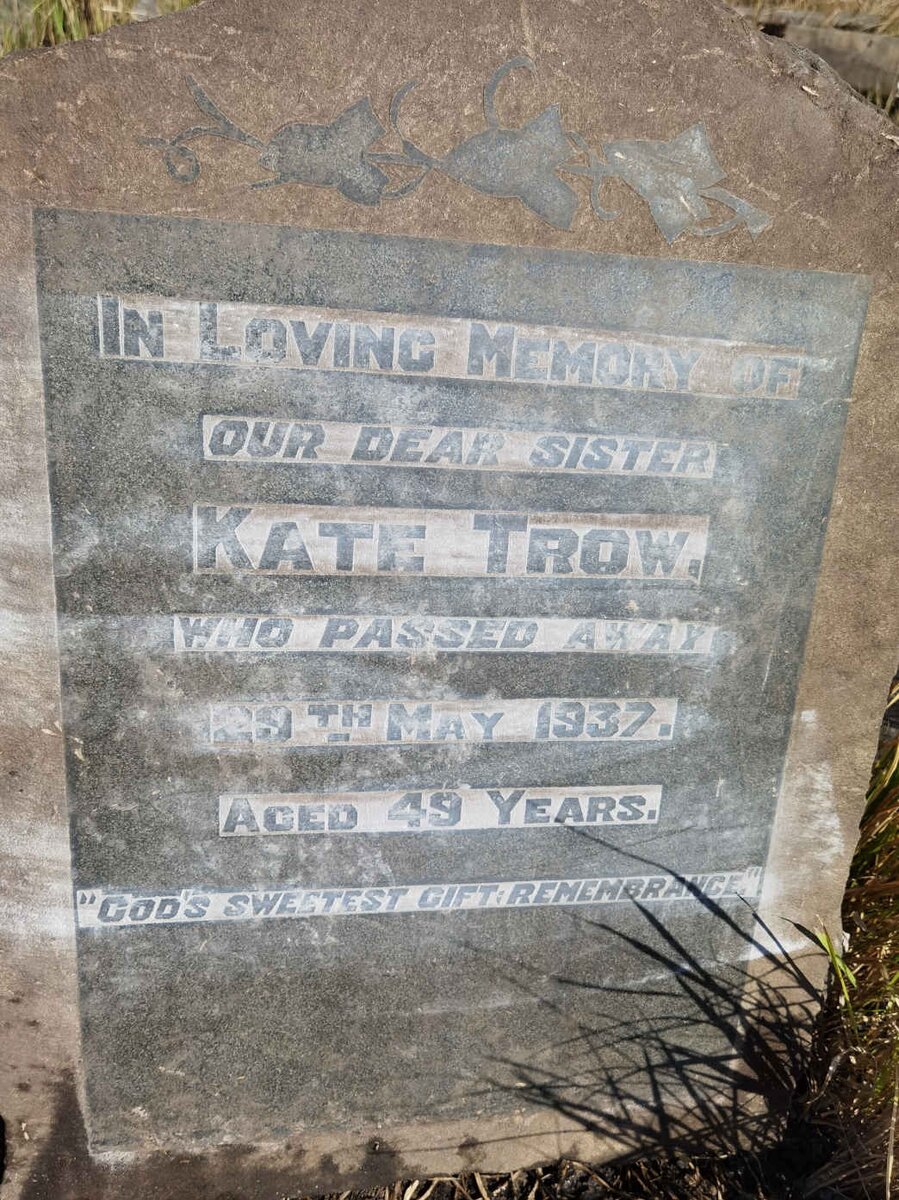 IN LOVING MEMORY OF
OUR DEAR SISTER
KATE TROW,
WHO PASSED AWAY
29TH MAY 1937.
AGED 49 YEARS.
"GOD'S SWEETEST GIFT: REMEMBRANCE"